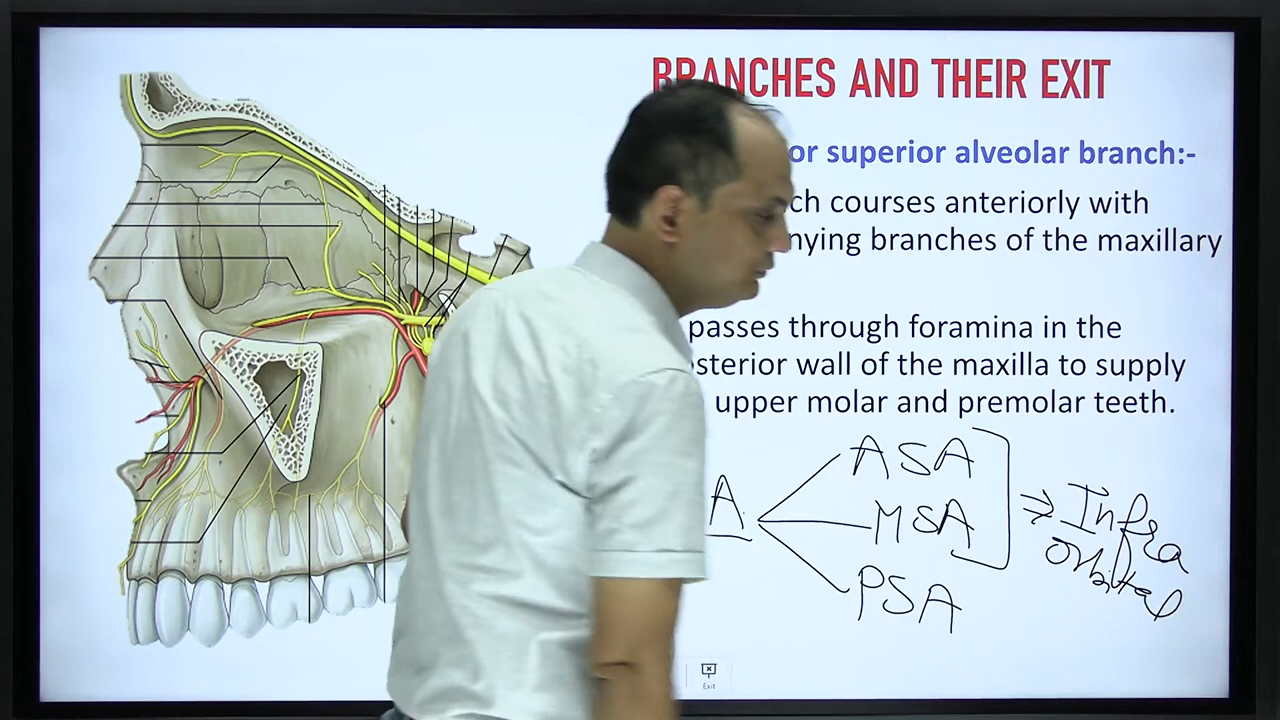 BRANCHES AND THEIR EXIT
or superior alveolar branch:-
ch courses anteriorly with
nying branches of the maxillary
passes through foramina in the
sterior wall of the maxilla to supply
upper molar and premolar teeth.
A
ASA
MSA
PSA
⇒ Infra
orbital
Exit